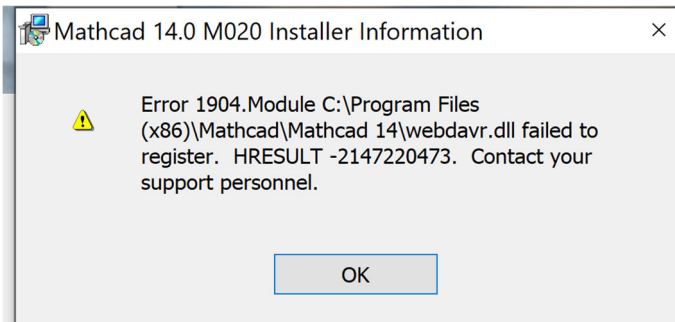 Mathcad 14.0 M020 Installer Information
Error 1904.Module C:\Program Files
(x86)\Mathcad\Mathcad 14\webdavr.dll failed to
register.  HRESULT -2147220473.  Contact your
support personnel.
OK